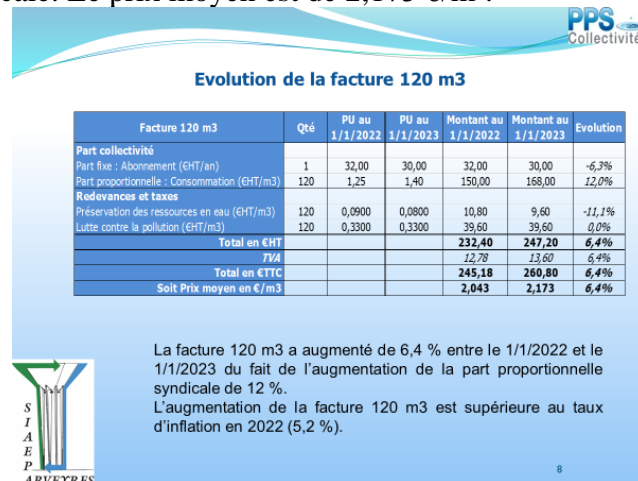 PPS
Collectivité
Evolution de la facture 120 m3
Facture 120 m3 Qté PU au 1/1/2022 PU au 1/1/2023 Montant au 1/1/2022 Montant au 1/1/2023 Evolution
Part collectivité
Part fixe : Abonnement (€HT/an) 1 32,00 30,00 32,00 30,00 -6,3%
Part proportionnelle : Consommation (€HT/m3) 120 1,25 1,40 150,00 168,00 12,0%
Redevances et taxes
Préservation des ressources en eau (€HT/m3) 120 0,0900 0,0800 10,80 9,60 -11,1%
Lutte contre la pollution (€HT/m3) 120 0,3300 0,3300 39,60 39,60 0,0%
Total en €HT 232,40 247,20 6,4%
TVA 12,78 13,60 6,4%
Total en €TTC 245,18 260,80 6,4%
Soit Prix moyen en €/m3 2,043 2,173 6,4%
La facture 120 m3 a augmenté de 6,4 % entre le 1/1/2022 et le
1/1/2023 du fait de l'augmentation de la part proportionnelle
syndicale de 12 %.
L'augmentation de la facture 120 m3 est supérieure au taux
d'inflation en 2022 (5,2 %).
S
I
A
E
P
ARVEYRES
8